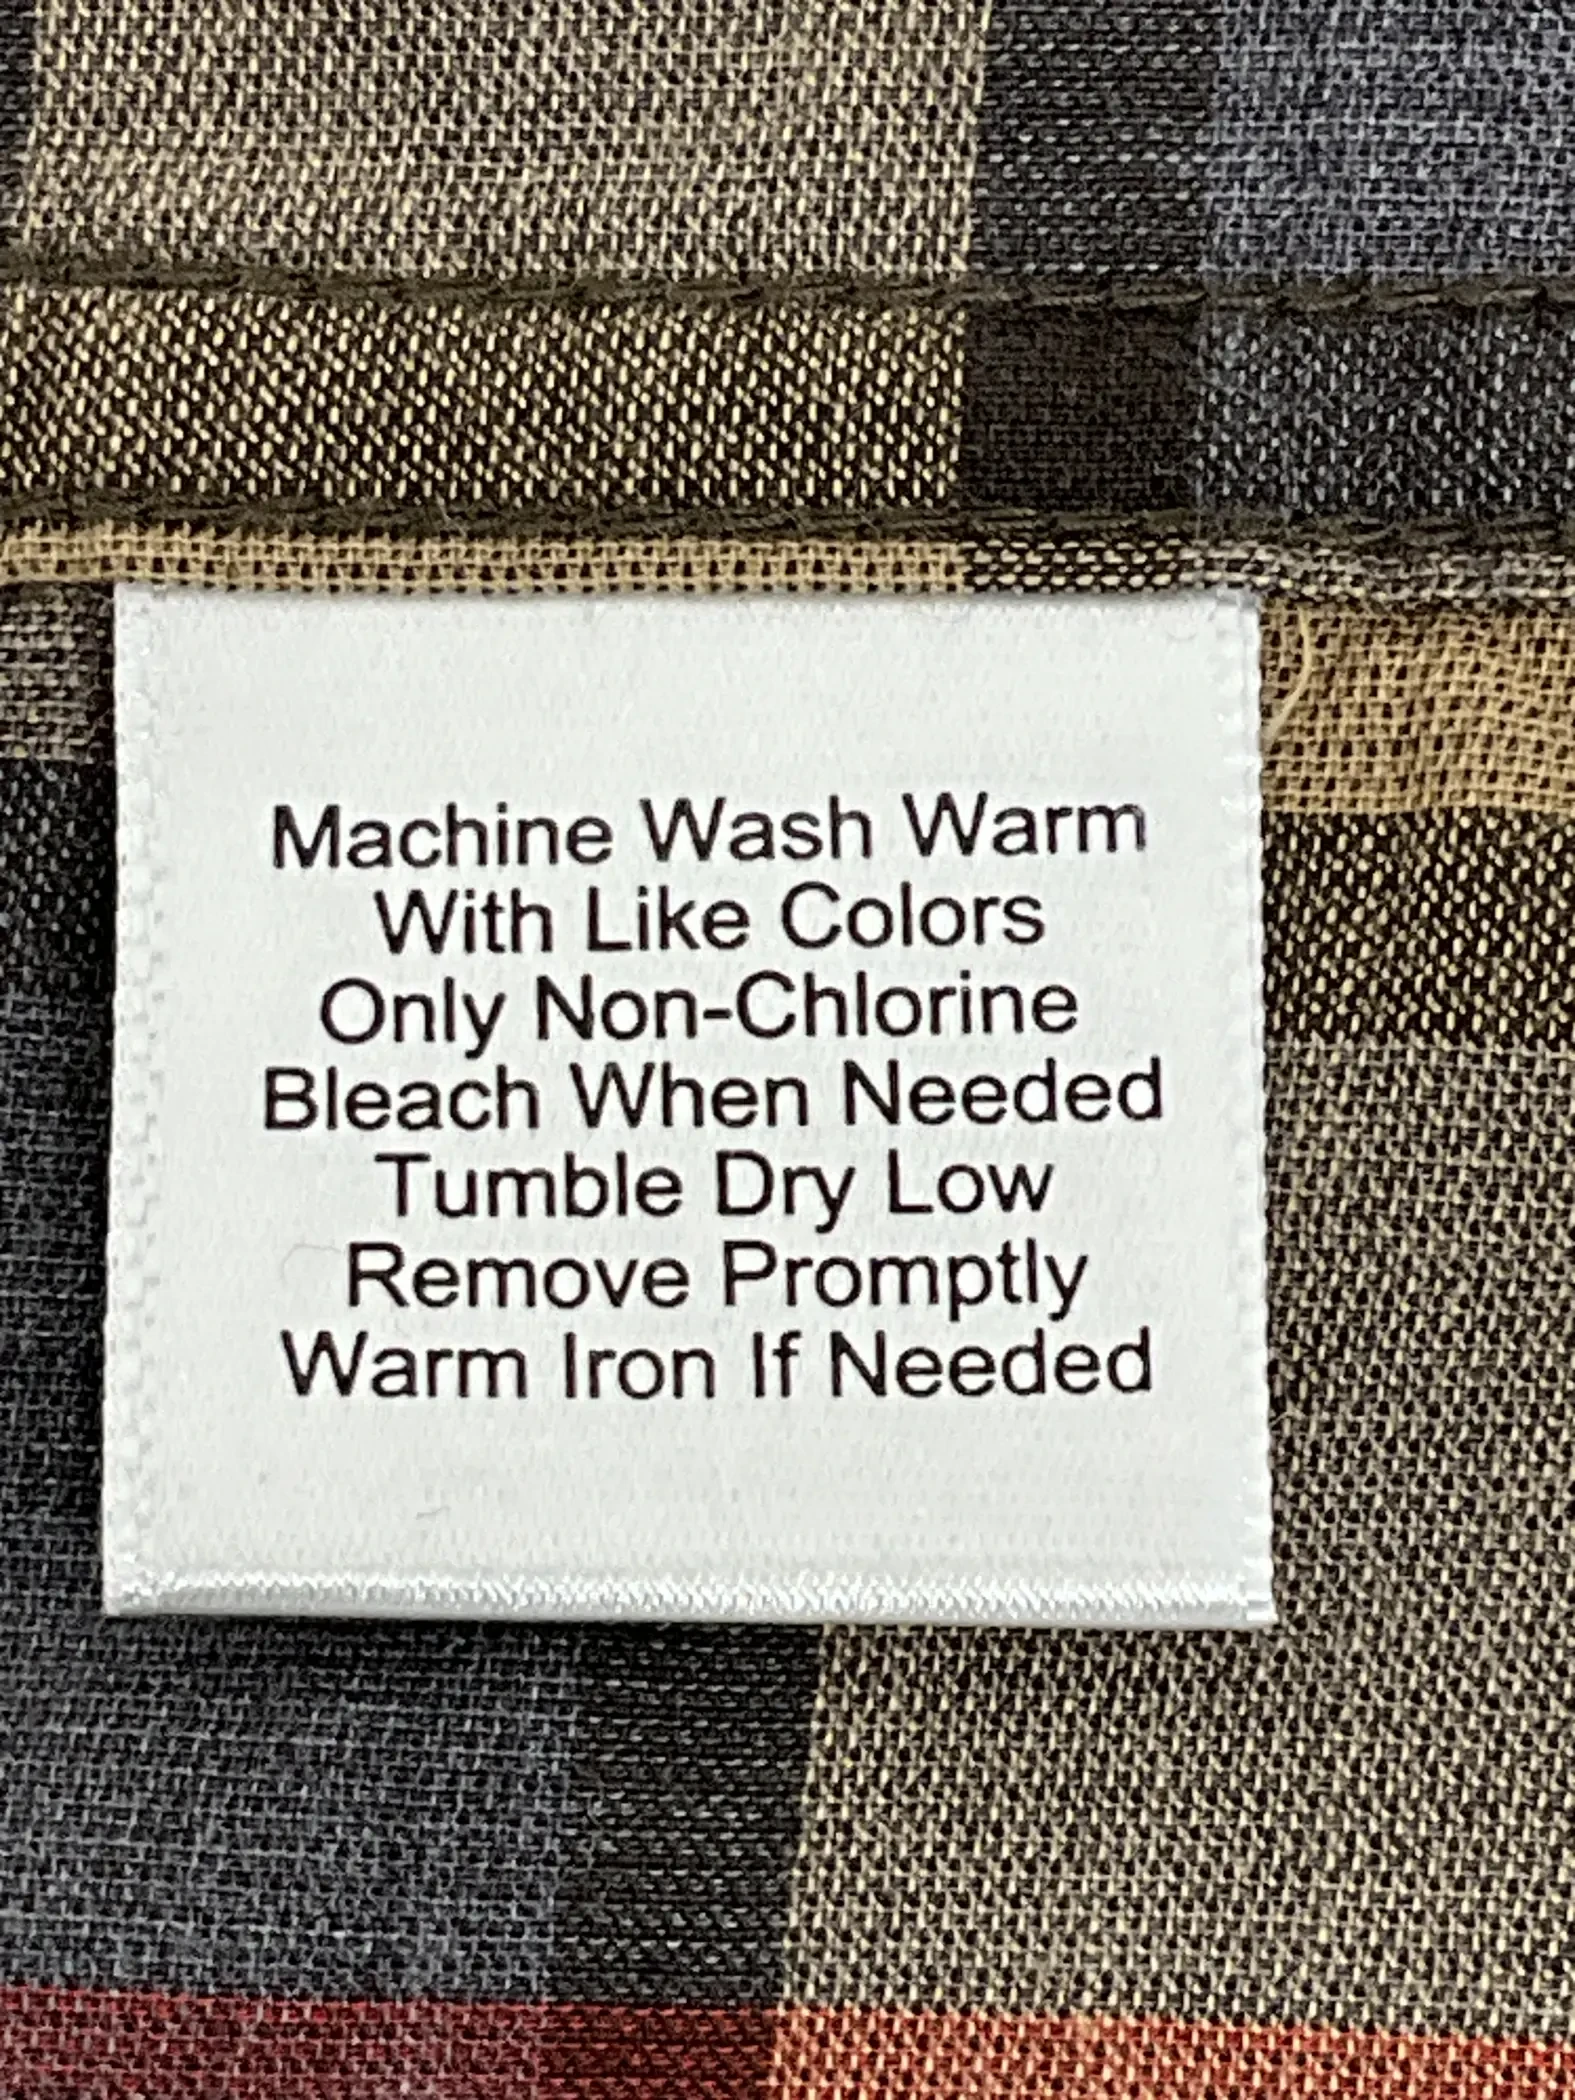 Machine Wash Warm
With Like Colors
Only Non-Chlorine
Bleach When Needed
Tumble Dry Low
Remove Promptly
Warm Iron If Needed